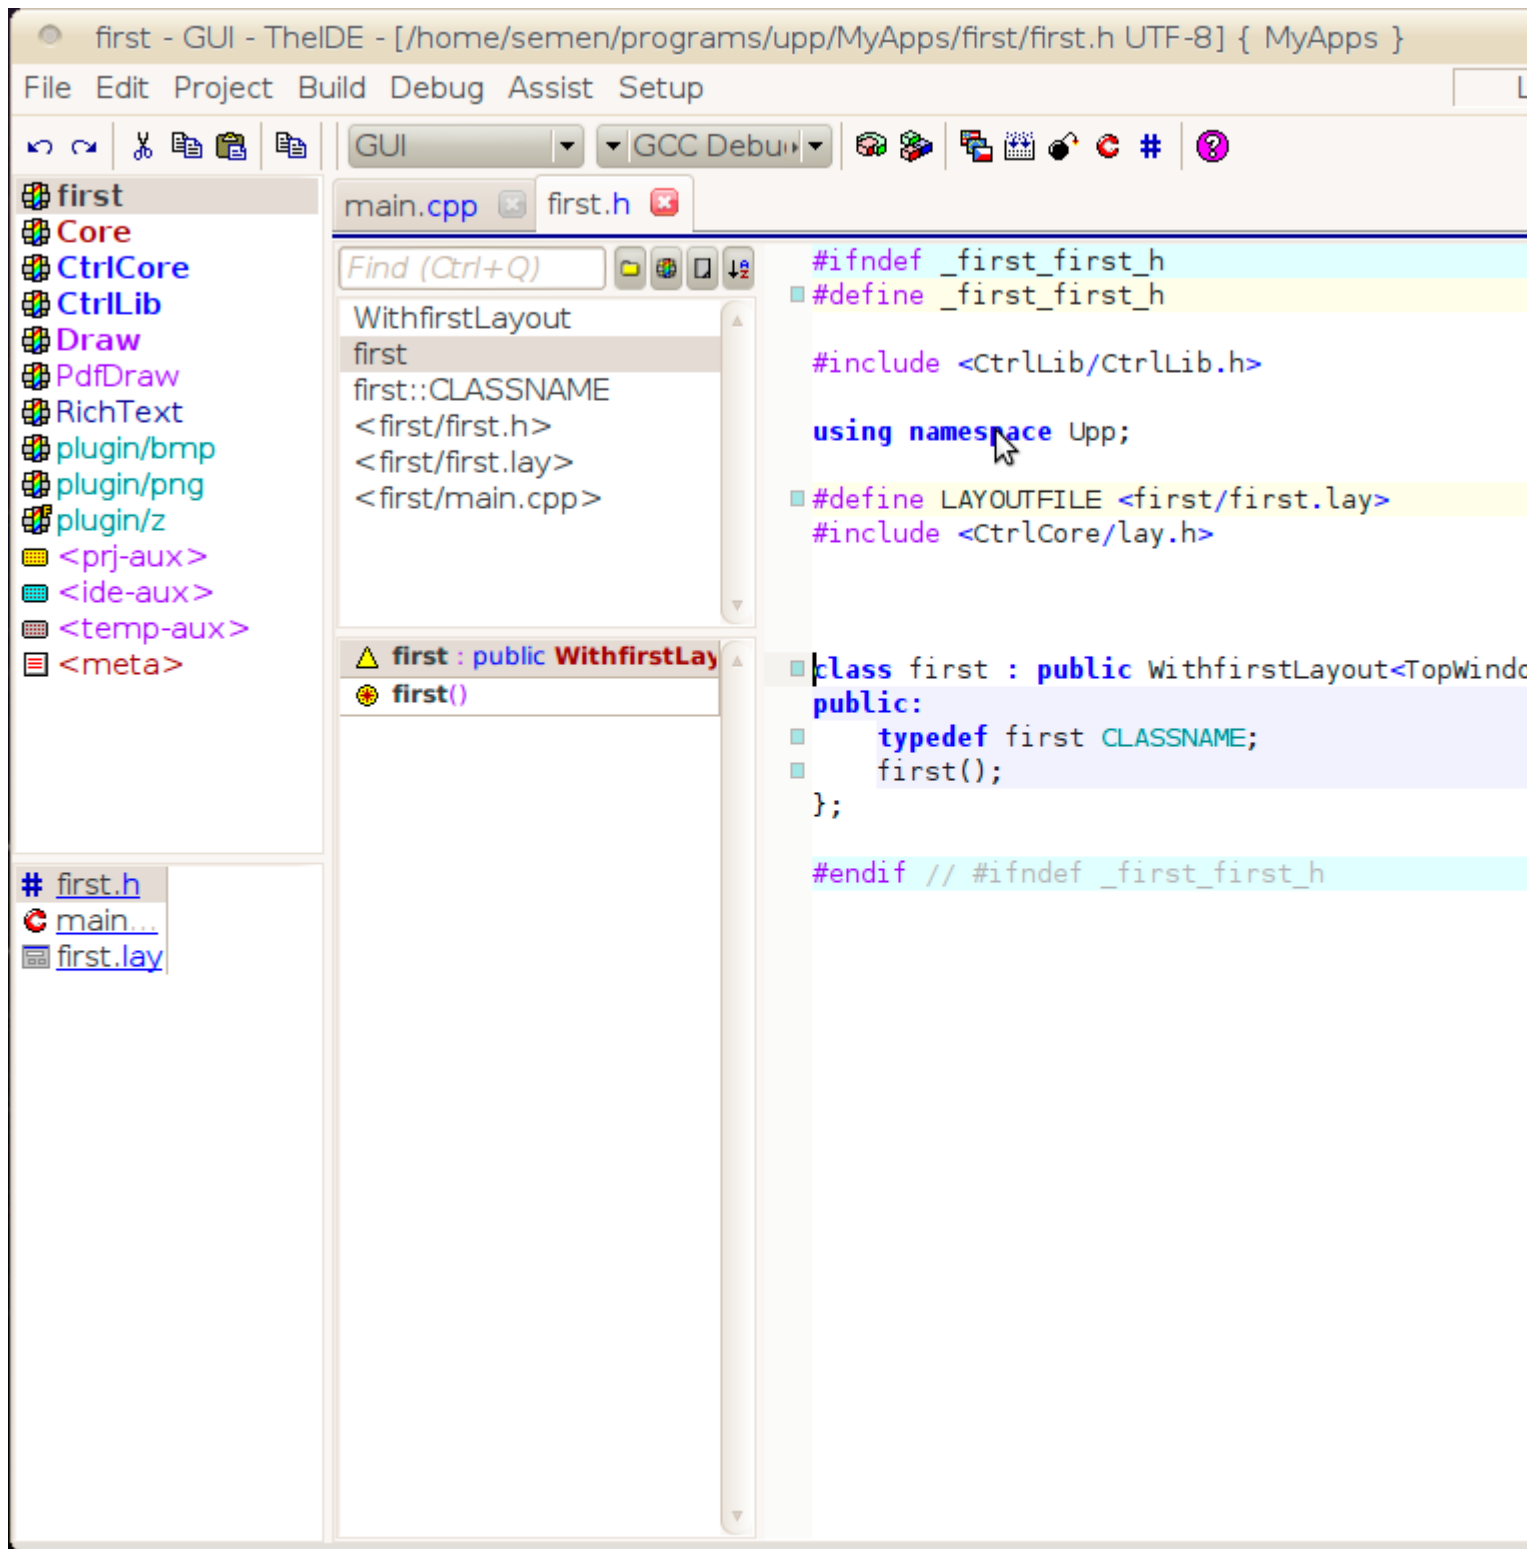 first - GUI - TheIDE - [/home/semen/programs/upp/MyApps/first/first.h UTF-8] { MyApps }
File Edit Project Build Debug Assist Setup
GUI GCC Debu
first
Core
CtrlCore
CtrlLib
Draw
PdfDraw
RichText
plugin/bmp
plugin/png
plugin/z
<prj-aux>
<ide-aux>
<temp-aux>
<meta>
first.h
main...
first.lay
main.cpp first.h
Find (Ctrl+Q)
WithfirstLayout
first
first::CLASSNAME
<first/first.h>
<first/first.lay>
<first/main.cpp>
first : public WithfirstLay
first()
#ifndef _first_first_h
#define _first_first_h
#include <CtrlLib/CtrlLib.h>
using namespace Upp;
#define LAYOUTFILE <first/first.lay>
#include <CtrlCore/lay.h>
class first : public WithfirstLayout<TopWindo
public:
typedef first CLASSNAME;
first();
};
#endif // #ifndef _first_first_h